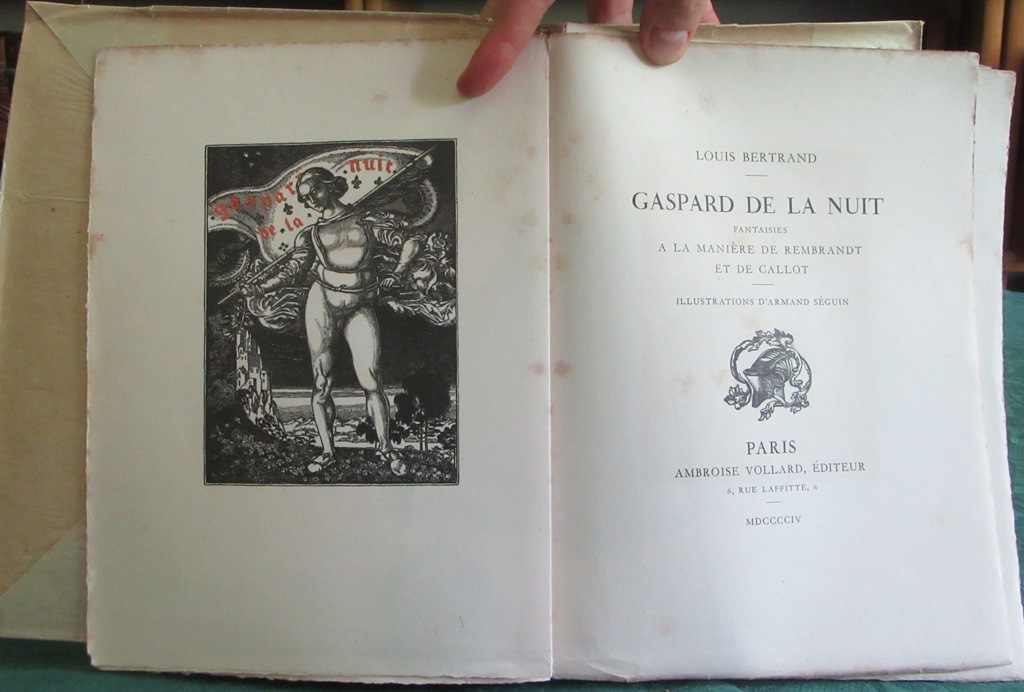 gaspard nuit
de la
LOUIS BERTRAND
GASPARD DE LA NUIT
FANTAISIES
A LA MANIÈRE DE REMBRANDT
ET DE CALLOT
ILLUSTRATIONS D'ARMAND SÉGUIN
PARIS
AMBROISE VOLLARD, ÉDITEUR
6, RUE LAFFITTE, 6
MDCCCCIV